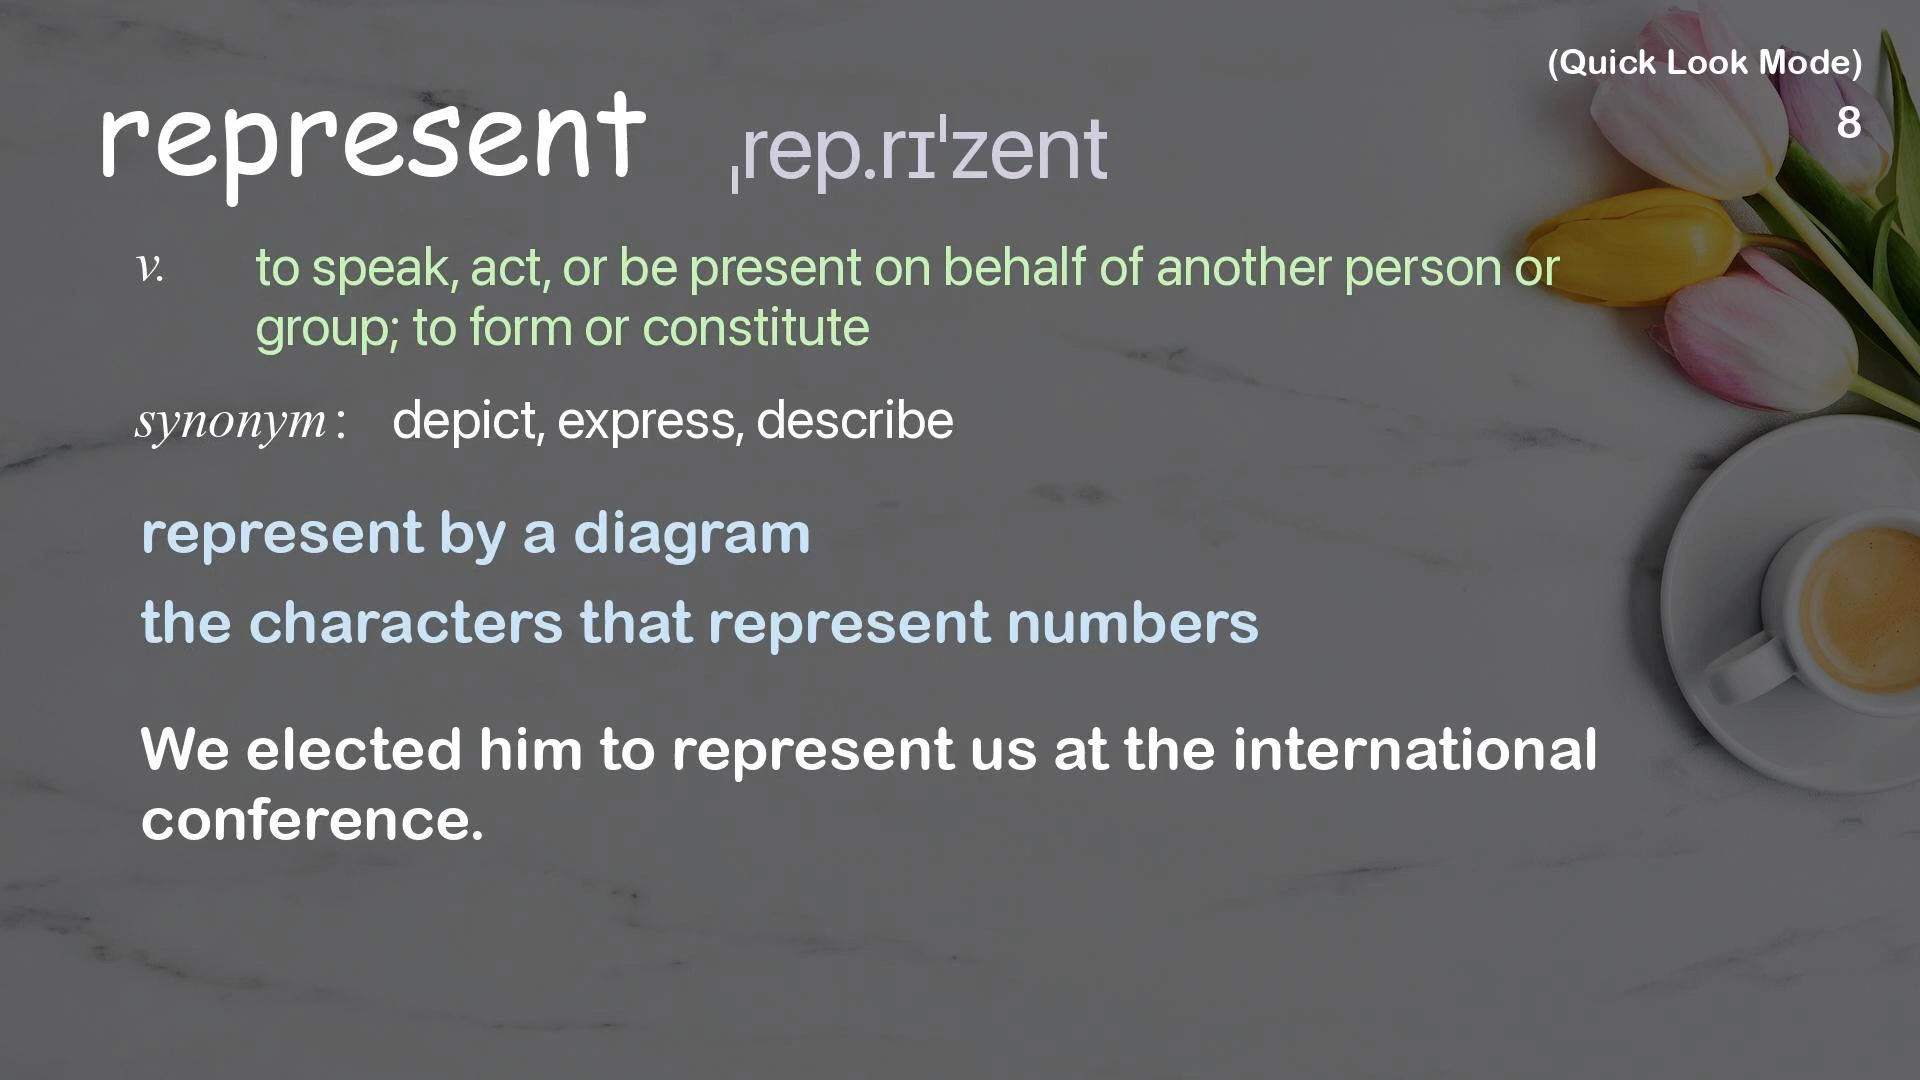 (Quick Look Mode)
8
represent ˌrep.rɪˈzent
v. to speak, act, or be present on behalf of another person or
group; to form or constitute
synonym: depict, express, describe
represent by a diagram
the characters that represent numbers
We elected him to represent us at the international
conference.